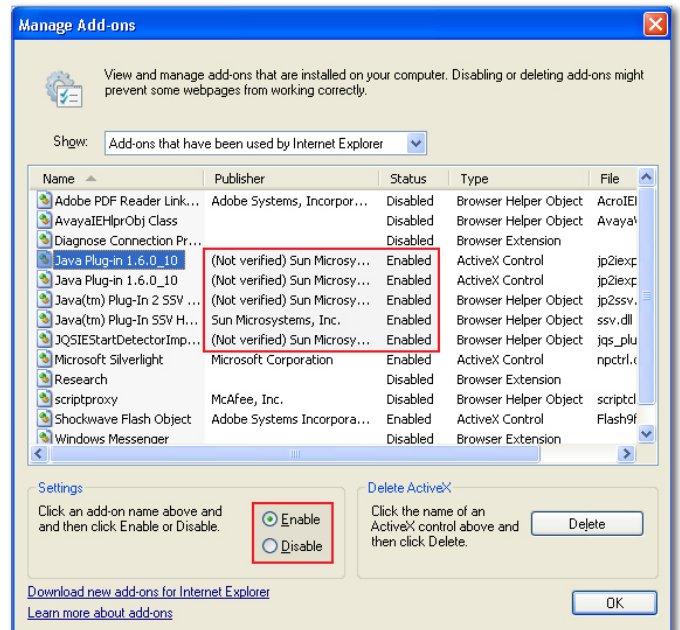 Manage Add-ons
View and manage add-ons that are installed on your computer. Disabling or deleting add-ons might
prevent some webpages from working correctly.
Show: Add-ons that have been used by Internet Explorer
Name Publisher Status Type File
Adobe PDF Reader Link... Adobe Systems, Incorpor... Disabled Browser Helper Object AcroIEI
AvayaIEHlprObj Class Disabled Browser Helper Object Avaya
Diagnose Connection Pr... Disabled Browser Extension
Java Plug-in 1.6.0_10 (Not verified) Sun Microsy... Enabled ActiveX Control jp2iexp
Java Plug-in 1.6.0_10 (Not verified) Sun Microsy... Enabled ActiveX Control jp2iexp
Java(tm) Plug-In 2 SSV ... (Not verified) Sun Microsy... Enabled Browser Helper Object jp2ssv.
Java(tm) Plug-In SSV H... Sun Microsystems, Inc. Enabled Browser Helper Object ssv.dll
JQSIEStartDetectorImp... (Not verified) Sun Microsy... Enabled Browser Helper Object jqs_plu
Microsoft Silverlight Microsoft Corporation Enabled ActiveX Control npctrl.
Research Disabled Browser Extension
scriptproxy McAfee, Inc. Disabled Browser Helper Object scriptcl
Shockwave Flash Object Adobe Systems Incorpora... Enabled ActiveX Control Flash9f
Windows Messenger Disabled Browser Extension
Settings
Click an add-on name above and
and then click Enable or Disable.
Enable
Disable
Delete ActiveX
Click the name of an
ActiveX control above and
then click Delete.
Delete
Download new add-ons for Internet Explorer
Learn more about add-ons
OK